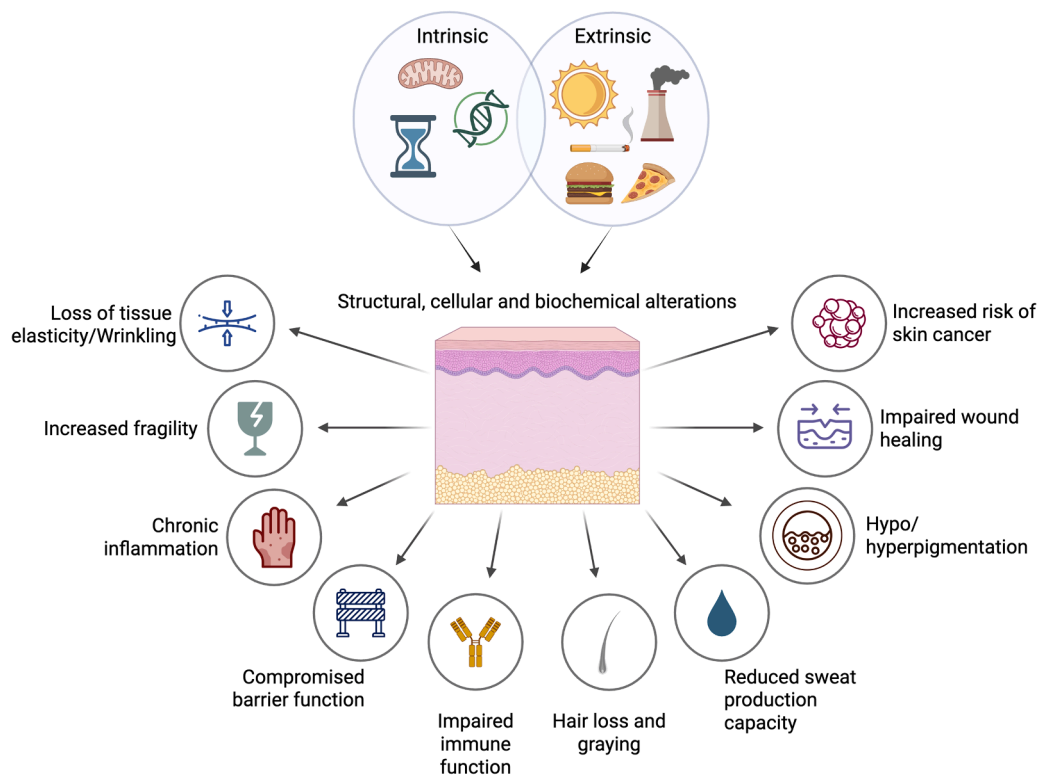 Intrinsic
Extrinsic
Structural, cellular and biochemical alterations
Loss of tissue
elasticity/Wrinkling
Increased fragility
Chronic
inflammation
Compromised
barrier function
Impaired
immune
function
Hair loss and
graying
Reduced sweat
production
capacity
Hypo/
hyperpigmentation
Impaired wound
healing
Increased risk of
skin cancer